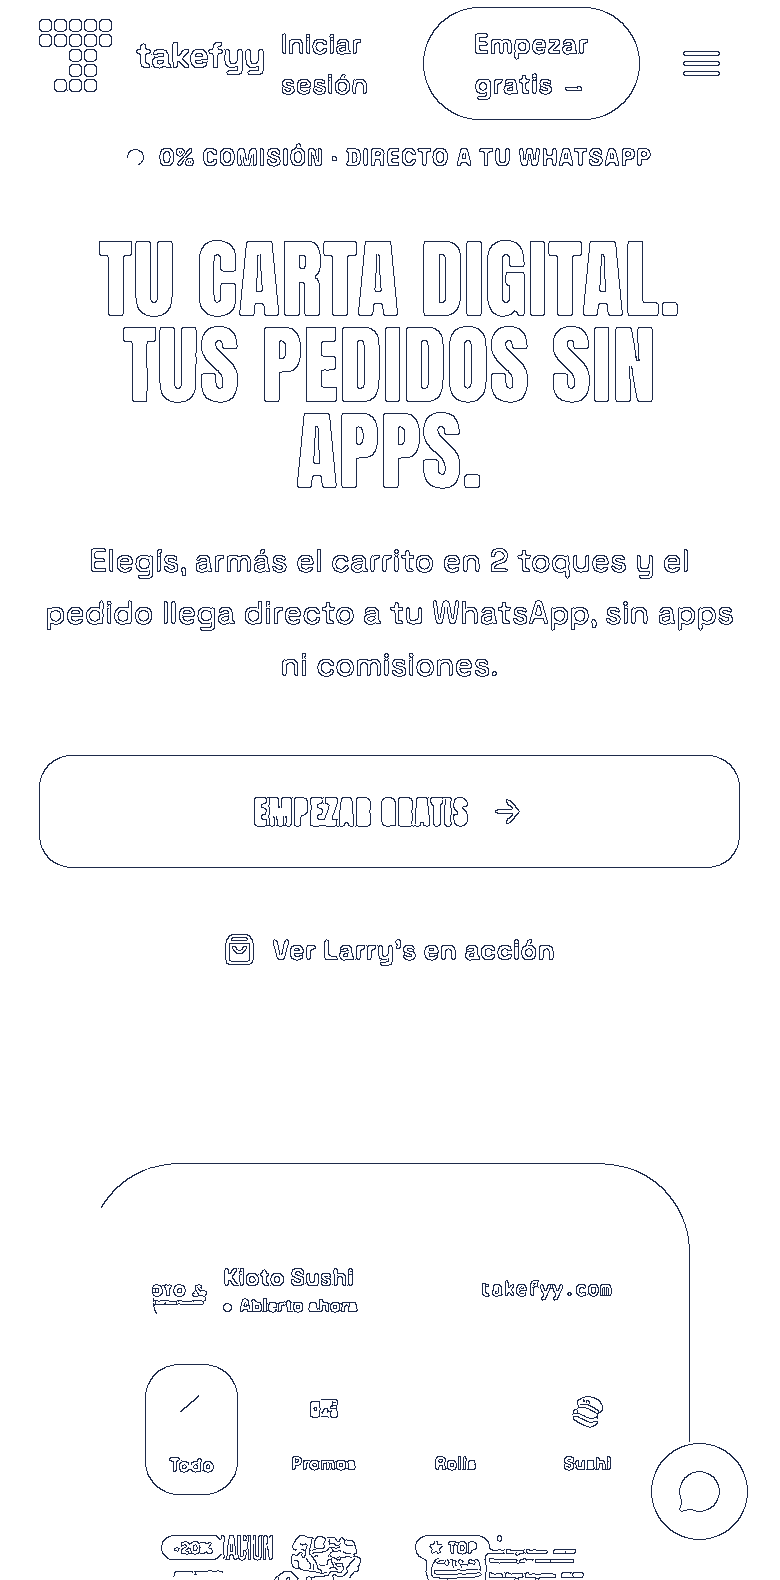 takefyy
Iniciar
sesión
Empezar
gratis →
0% COMISIÓN · DIRECTO A TU WHATSAPP
TU CARTA DIGITAL.
TUS PEDIDOS SIN
APPS.
Elegís, armás el carrito en 2 toques y el
pedido llega directo a tu WhatsApp, sin apps
ni comisiones.
EMPEZAR GRATIS →
Ver Larry's en acción
Kioto Sushi
takefyy.com
Abierto ahora
Todo
Promos
Rolls
Sushi
-20%
★ TOP